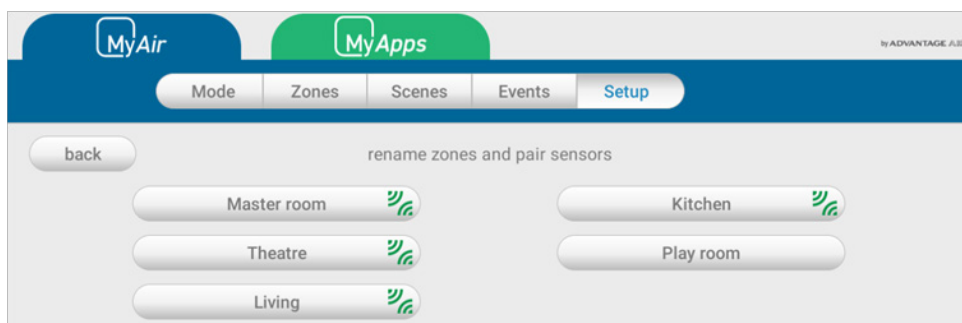 MyAir
MyApps
by ADVANTAGE AIR
Mode
Zones
Scenes
Events
Setup
back
rename zones and pair sensors
Master room
Kitchen
Theatre
Play room
Living